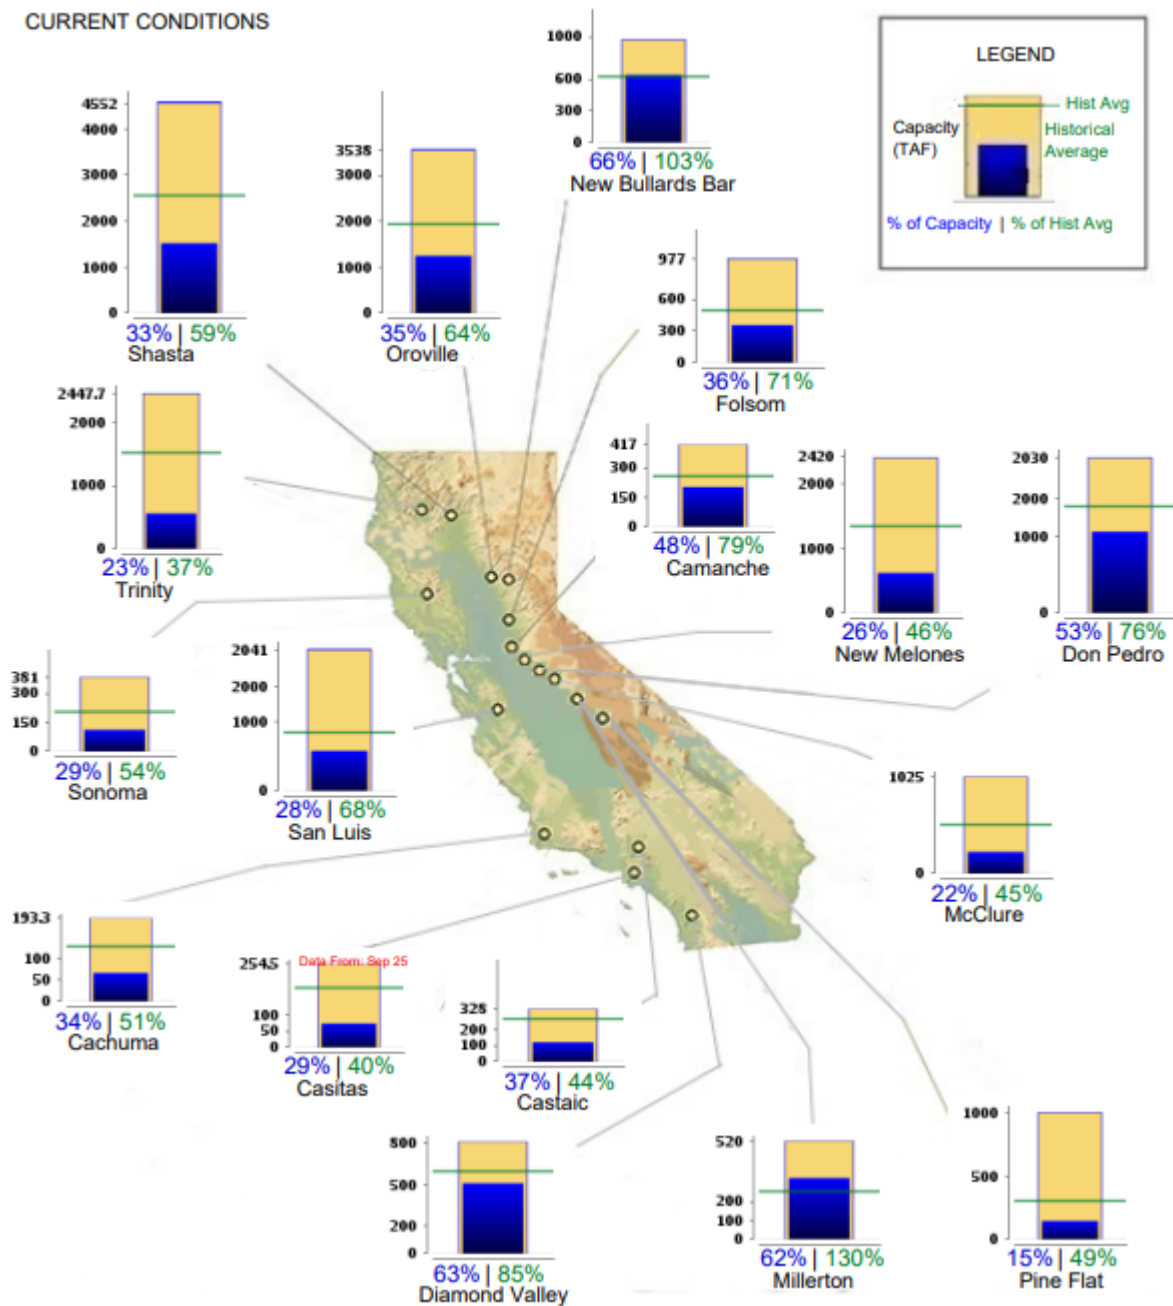 CURRENT CONDITIONS
LEGEND
Hist Avg
Capacity
(TAF)
Historical
Average
% of Capacity | % of Hist Avg
1000
600
300
0
66% | 103%
New Bullards Bar
4552
4000
3000
2000
1000
0
33% | 59%
Shasta
3538
3000
2000
1000
0
35% | 64%
Oroville
977
600
300
0
36% | 71%
Folsom
2447.7
2000
1000
0
23% | 37%
Trinity
417
300
150
0
48% | 79%
Camanche
2420
2000
1000
0
26% | 46%
New Melones
2030
2000
1000
0
53% | 76%
Don Pedro
381
300
150
0
29% | 54%
Sonoma
2041
2000
1000
0
28% | 68%
San Luis
1025
0
22% | 45%
McClure
193.3
100
50
0
34% | 51%
Cachuma
Data From: Sep 25
254.5
100
50
0
29% | 40%
Casitas
328
200
100
0
37% | 44%
Castaic
800
500
200
0
63% | 85%
Diamond Valley
520
200
100
0
62% | 130%
Millerton
1000
500
0
15% | 49%
Pine Flat